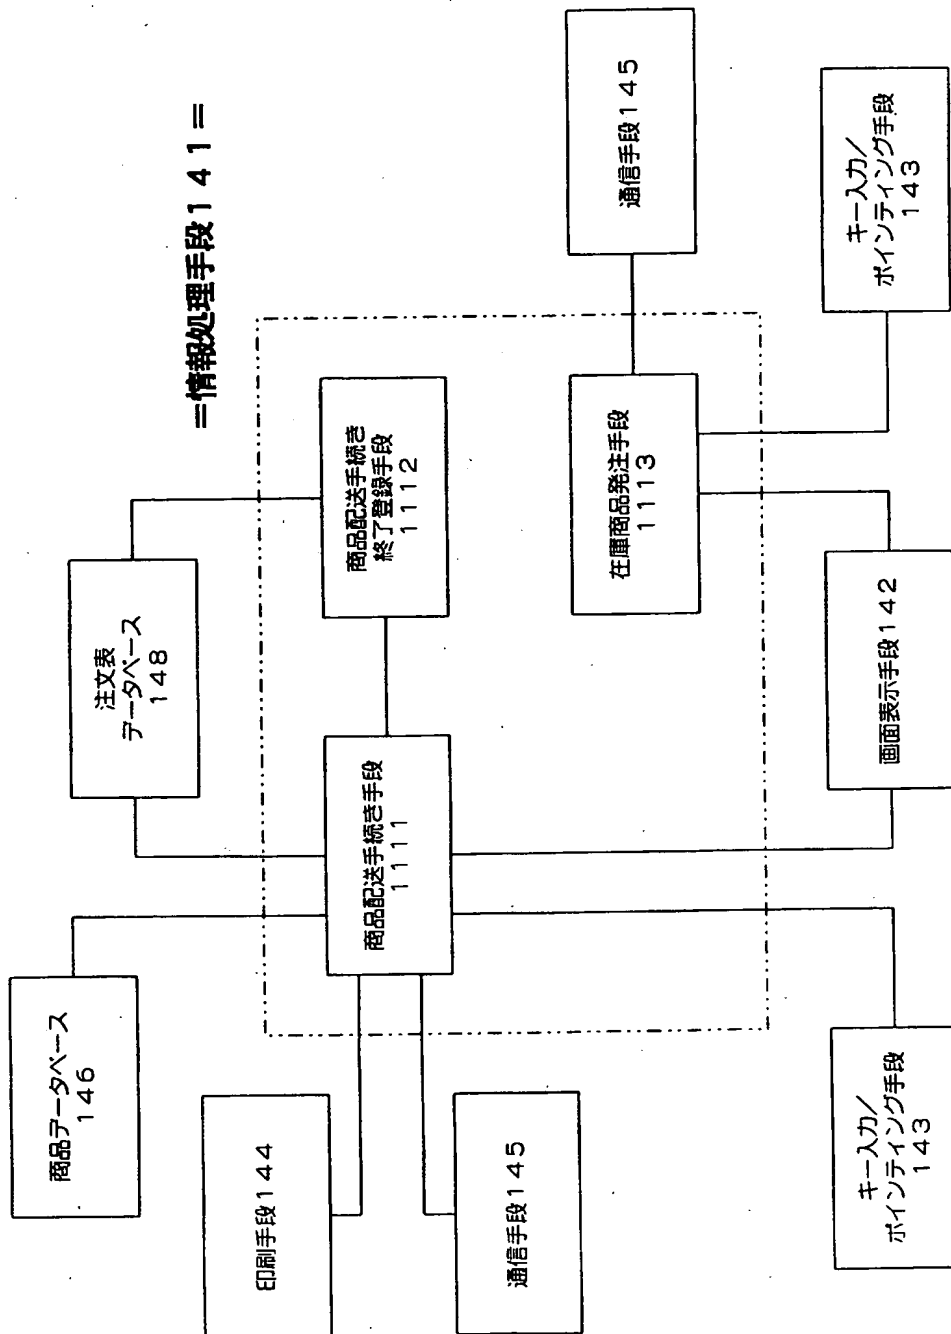 =情報処理手段141=
商品データベース
146
注文表
データベース
148
印刷手段144
通信手段145
商品配送手続き手段
1111
商品配送手続き
終了登録手段
1112
在庫商品発注手段
1113
通信手段145
キー入力/
ポインティング手段
143
画面表示手段142
キー入力/
ポインティング手段
143